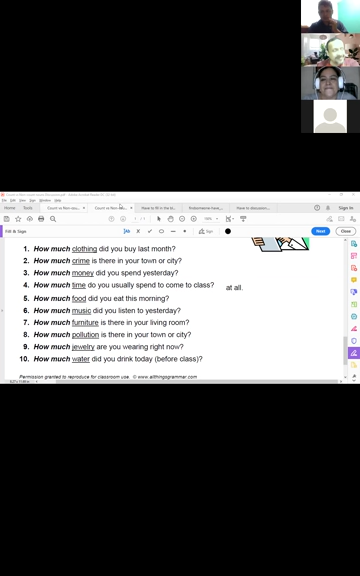 Home Tools
Sign In
Fill & Sign
Sign
Next
Close
1. How much clothing did you buy last month?
2. How much crime is there in your town or city?
3. How much money did you spend yesterday?
4. How much time do you usually spend to come to class?
at all.
5. How much food did you eat this morning?
6. How much music did you listen to yesterday?
7. How much furniture is there in your living room?
8. How much pollution is there in your town or city?
9. How much jewelry are you wearing right now?
10. How much water did you drink today (before class)?
Permission granted to reproduce for classroom use. © www.allthingsgrammar.com